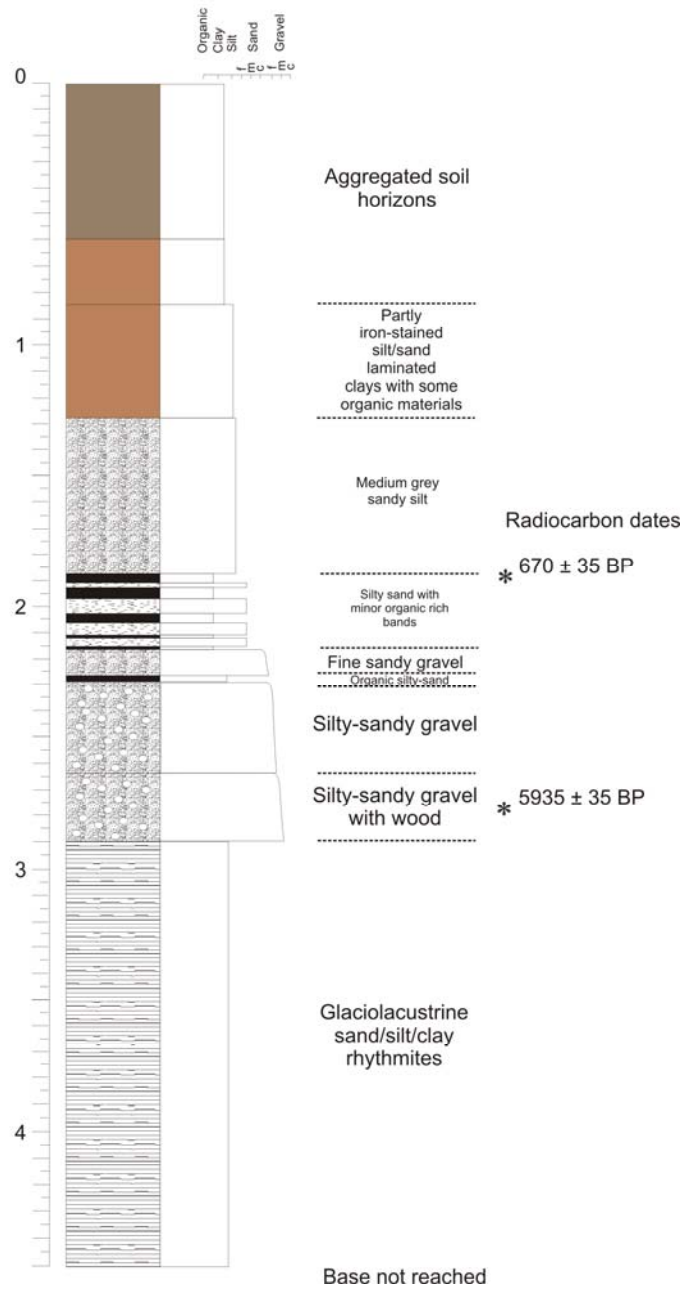 Organic
Clay
Silt
Sand
Gravel
f
m
c
f
m
c
0
Aggregated soil
horizons
Partly
iron-stained
silt/sand
laminated
clays with some
organic materials
1
Medium grey
sandy silt
Radiocarbon dates
* 670 ± 35 BP
2
Silty sand with
minor organic rich
bands
Fine sandy gravel
Organic silty-sand
Silty-sandy gravel
Silty-sandy gravel
with wood
* 5935 ± 35 BP
3
Glaciolacustrine
sand/silt/clay
rhythmites
4
Base not reached